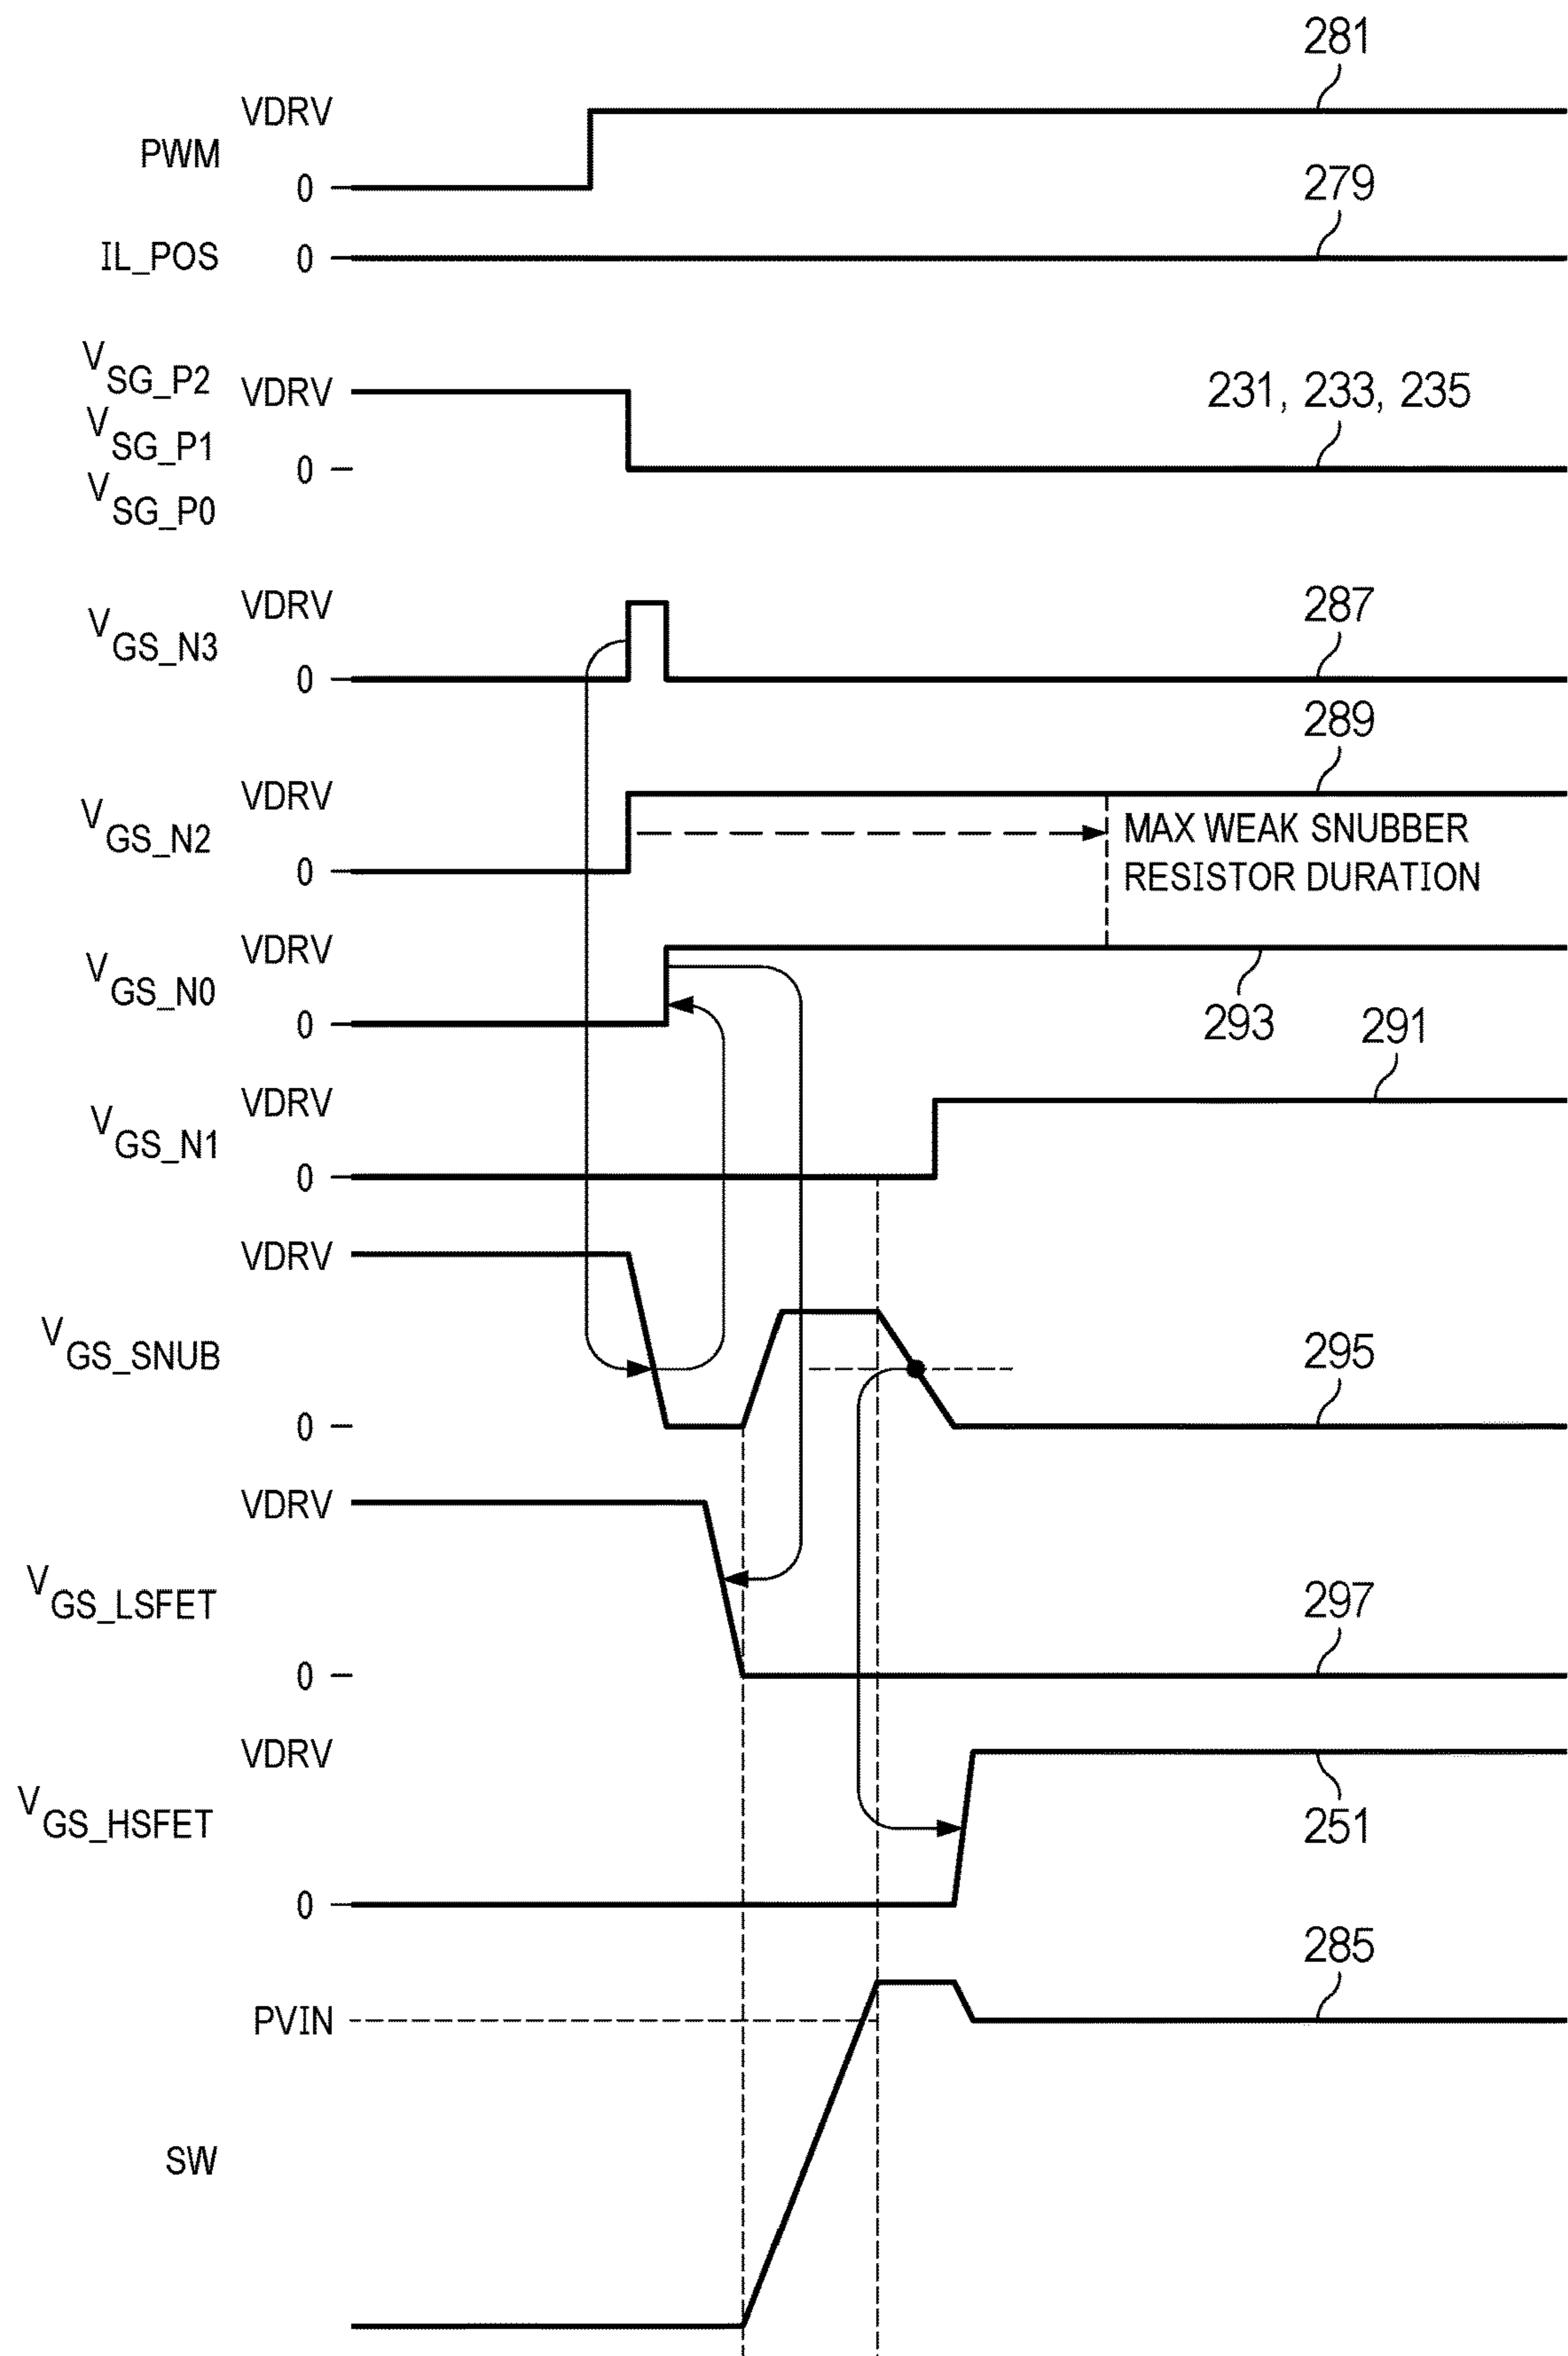 281
VDRV
PWM
0
279
IL_POS
0
VSG_P2
VDRV
231, 233, 235
VSG_P1
0
VSG_P0
VDRV
287
VGS_N3
0
289
VDRV
VGS_N2
MAX WEAK SNUBBER
RESISTOR DURATION
0
VDRV
VGS_N0
0
293
291
VDRV
VGS_N1
0
VDRV
VGS_SNUB
295
0
VDRV
VGS_LSFET
297
0
VDRV
VGS_HSFET
251
0
285
PVIN
SW